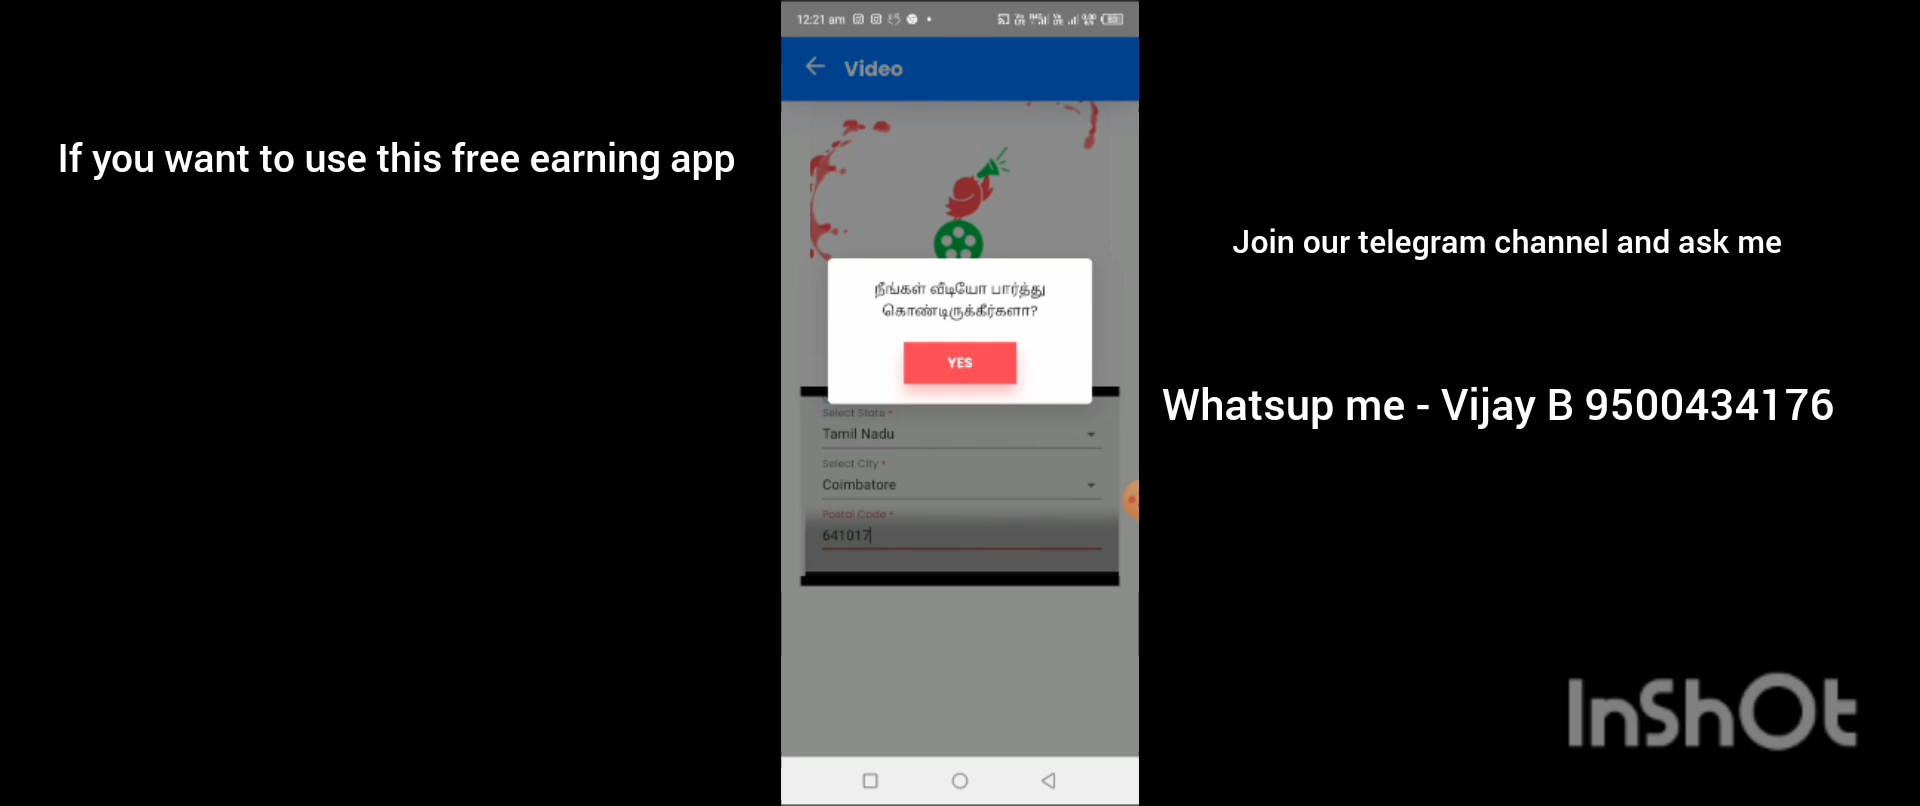 12:21 am
Video
If you want to use this free earning app
Join our telegram channel and ask me
நீங்கள் வீடியோ பார்த்து
கொண்டிருக்கீர்களா?
YES
Whatsup me - Vijay B 9500434176
Select State *
Tamil Nadu
Select City *
Coimbatore
Postal Code *
641017
InShOt